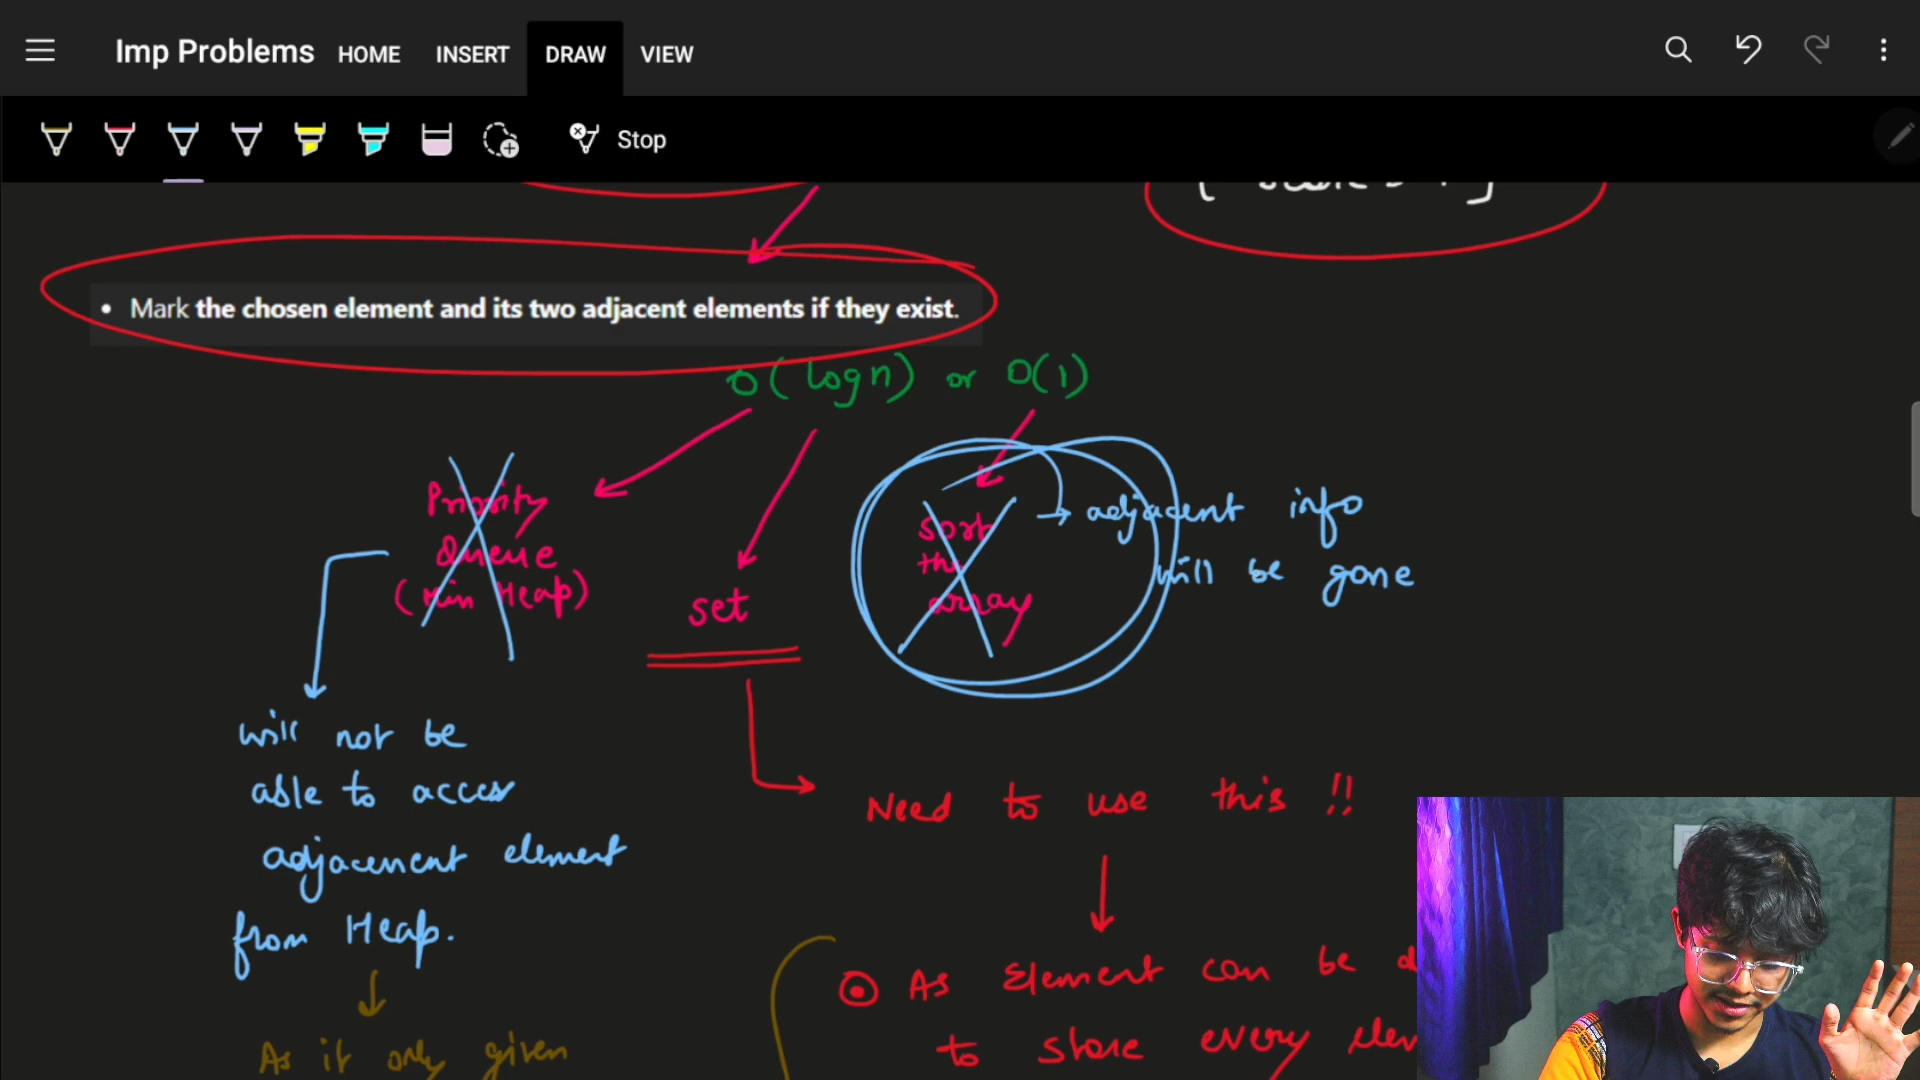 Imp Problems HOME INSERT DRAW VIEW
Stop
• Mark the chosen element and its two adjacent elements if they exist.
O(logn) or O(1)
Priority
Queue
(Min Heap)
set
sort
the
array
→ adjacent info
will be gone
will not be
able to acces
adjacenent element
from Heap.
Need to use this !!
As it only given
As Element can be
to store every